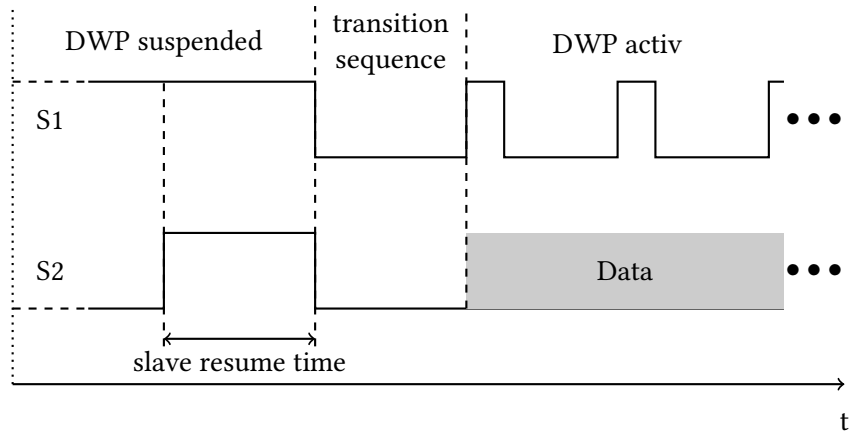 DWP suspended
transition
sequence
DWP activ
S1
S2
Data
slave resume time
t